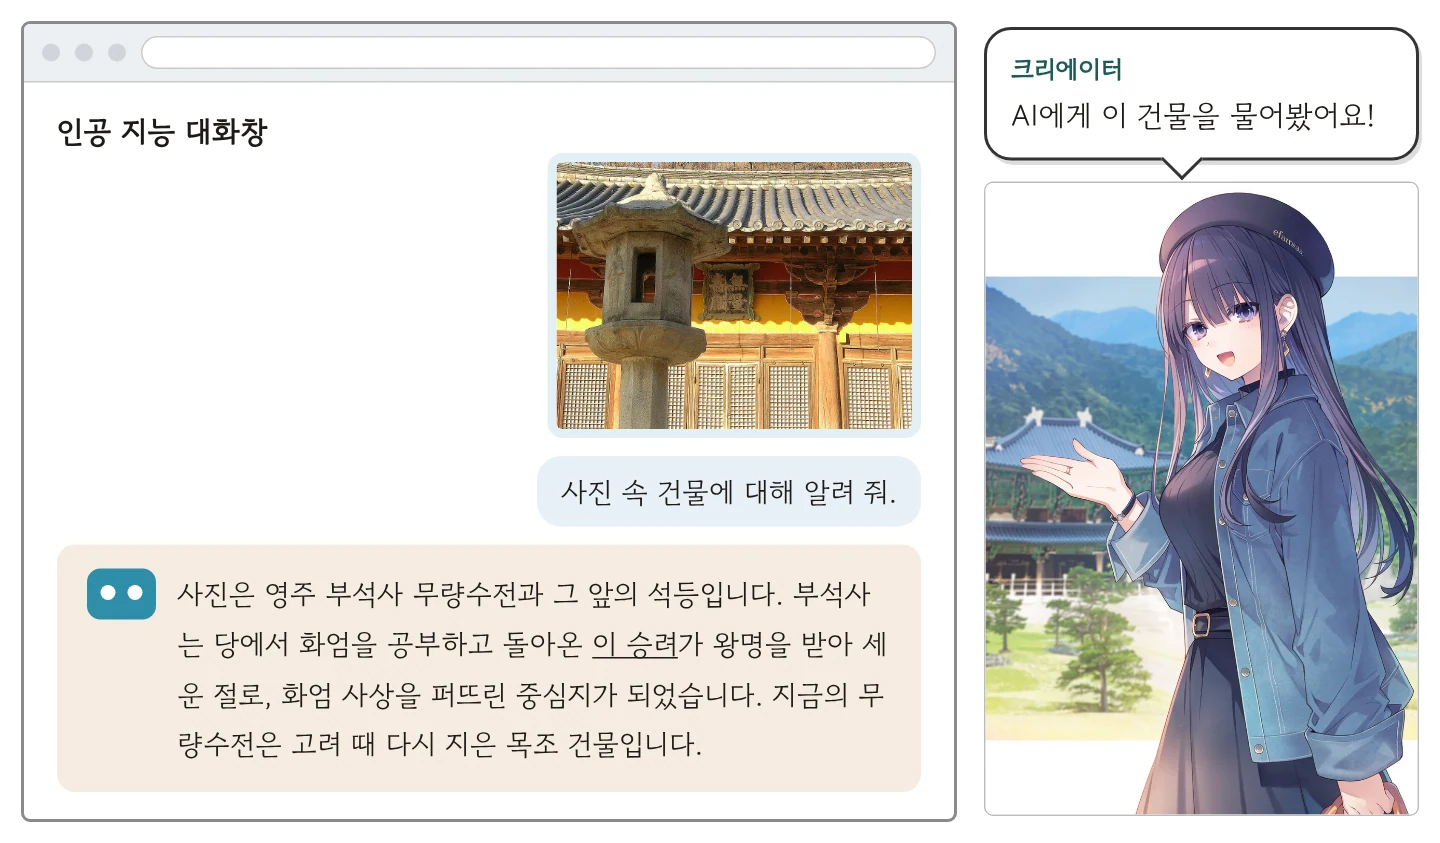 인공 지능 대화창
사진 속 건물에 대해 알려 줘.
사진은 영주 부석사 무량수전과 그 앞의 석등입니다. 부석사
는 당에서 화엄을 공부하고 돌아온 이 승려가 왕명을 받아 세
운 절로, 화엄 사상을 퍼뜨린 중심지가 되었습니다. 지금의 무
량수전은 고려 때 다시 지은 목조 건물입니다.
크리에이터
AI에게 이 건물을 물어봤어요!